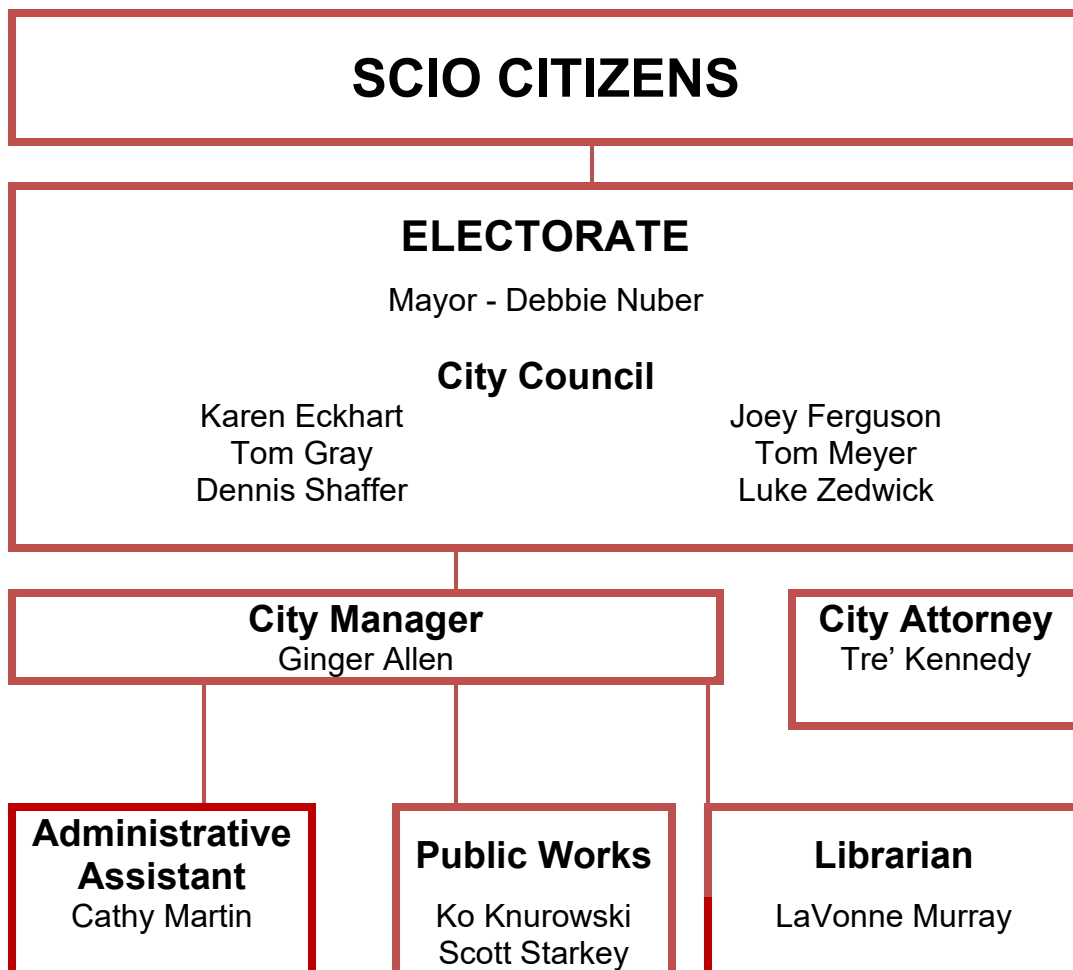 SCIO CITIZENS
ELECTORATE
Mayor - Debbie Nuber
City Council
Karen Eckhart
Tom Gray
Dennis Shaffer
Joey Ferguson
Tom Meyer
Luke Zedwick
City Manager
Ginger Allen
City Attorney
Tre’ Kennedy
Administrative
Assistant
Cathy Martin
Public Works
Ko Knurowski
Scott Starkey
Librarian
LaVonne Murray